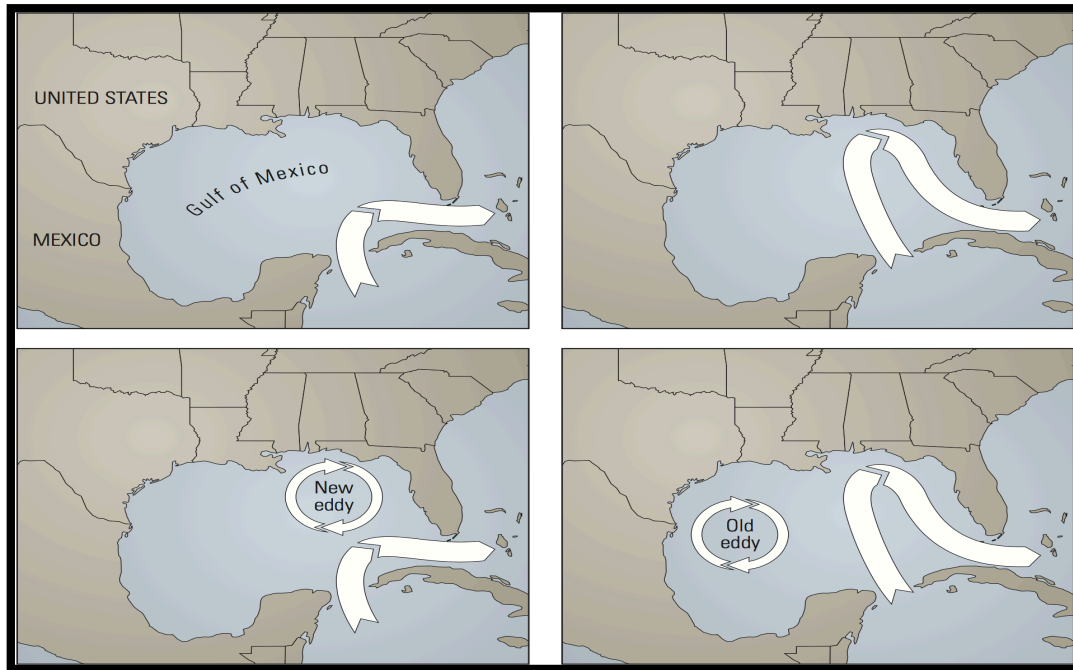 UNITED STATES
Gulf of Mexico
MEXICO
New
eddy
Old
eddy